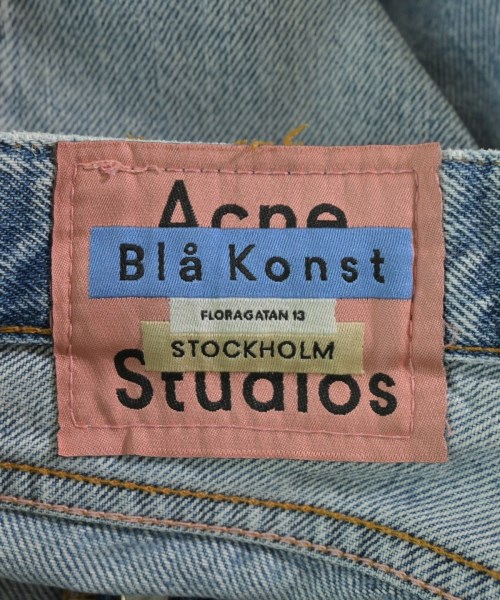 Acne
Blå Konst
FLORAGATAN 13
STOCKHOLM
Studios